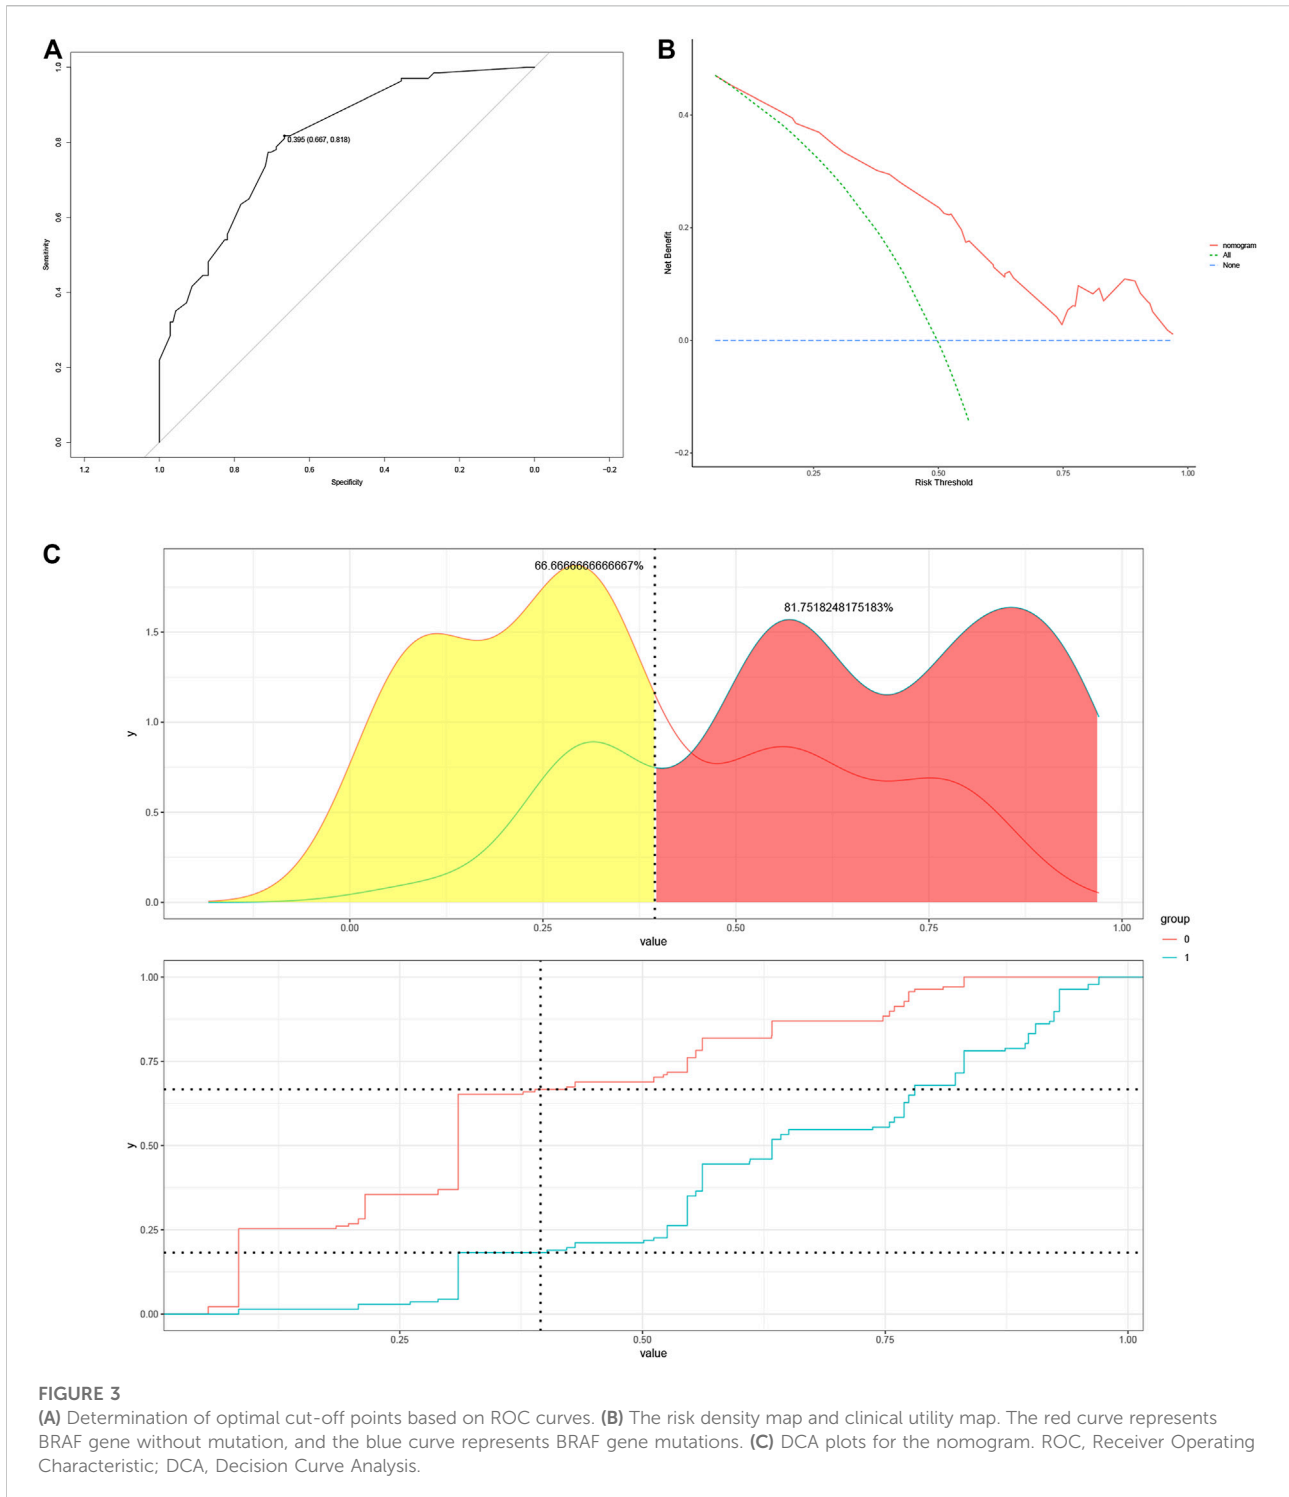 A
1.0
0.8
0.6
0.4
0.2
0.0
Sensitivity
0.395 (0.667, 0.818)
1.2 1.0 0.8 0.6 0.4 0.2 0.0 −0.2
Specificity
B
0.4
0.2
0.0
−0.2
Net Benefit
0.25 0.50 0.75 1.00
Risk Threshold
nomogram
All
None
C
66.6666666666667%
81.7518248175183%
1.5
1.0
0.5
0.0
y
0.00 0.25 0.50 0.75 1.00
value
group
0
1
1.00
0.75
0.50
0.25
0.00
y
0.25 0.50 0.75 1.00
value
FIGURE 3
(A) Determination of optimal cut-off points based on ROC curves. (B) The risk density map and clinical utility map. The red curve represents
BRAF gene without mutation, and the blue curve represents BRAF gene mutations. (C) DCA plots for the nomogram. ROC, Receiver Operating
Characteristic; DCA, Decision Curve Analysis.